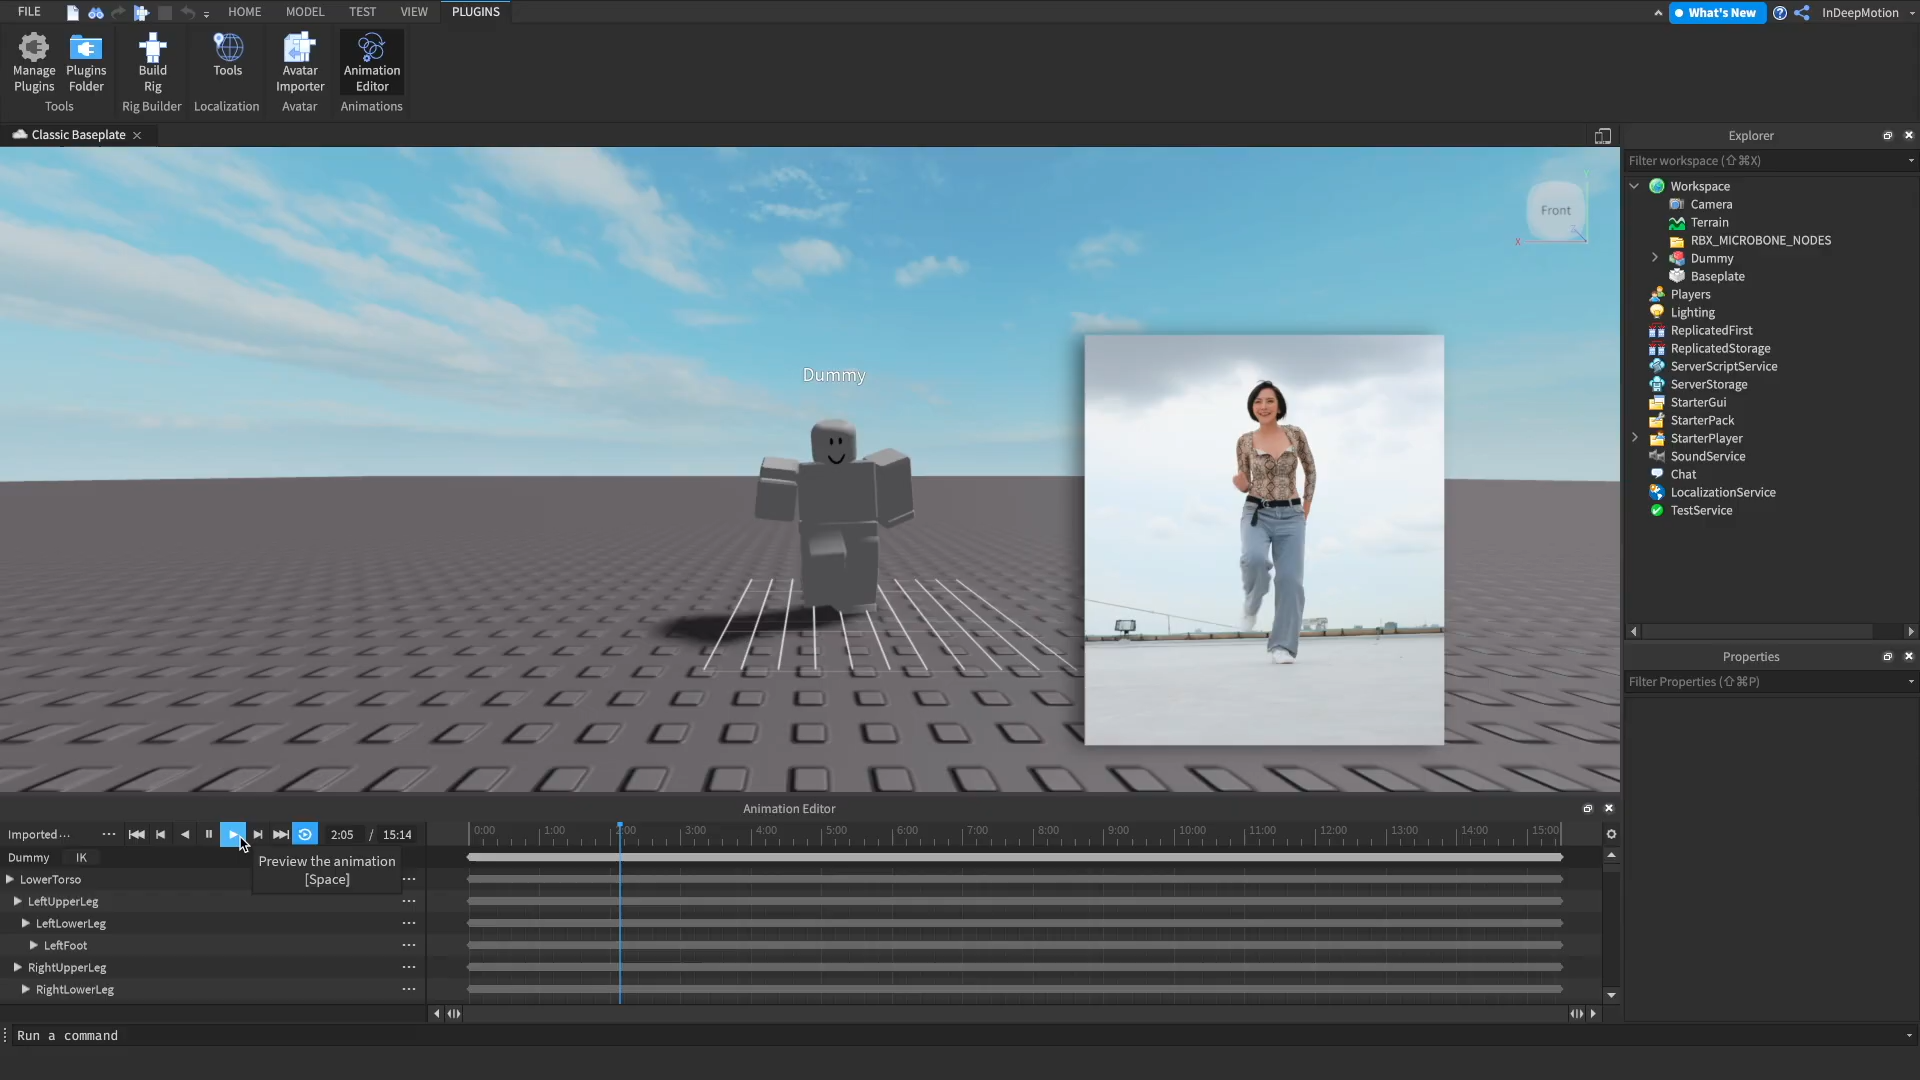 FILE
HOME
MODEL
TEST
VIEW
PLUGINS
What's New
InDeepMotion
Manage Plugins
Plugins Folder
Build Rig
Tools
Avatar Importer
Animation Editor
Tools
Rig Builder
Localization
Avatar
Animations
Classic Baseplate
Explorer
Filter workspace (⇧⌘X)
Workspace
Camera
Terrain
RBX_MICROBONE_NODES
Dummy
Baseplate
Players
Lighting
ReplicatedFirst
ReplicatedStorage
ServerScriptService
ServerStorage
StarterGui
StarterPack
StarterPlayer
SoundService
Chat
LocalizationService
TestService
Front
Y
X
Z
Dummy
Properties
Filter Properties (⇧⌘P)
Animation Editor
Imported...
2:05 / 15:14
0:00 1:00 2:00 3:00 4:00 5:00 6:00 7:00 8:00 9:00 10:00 11:00 12:00 13:00 14:00 15:00
Dummy IK
Preview the animation
[Space]
LowerTorso
LeftUpperLeg
LeftLowerLeg
LeftFoot
RightUpperLeg
RightLowerLeg
Run a command